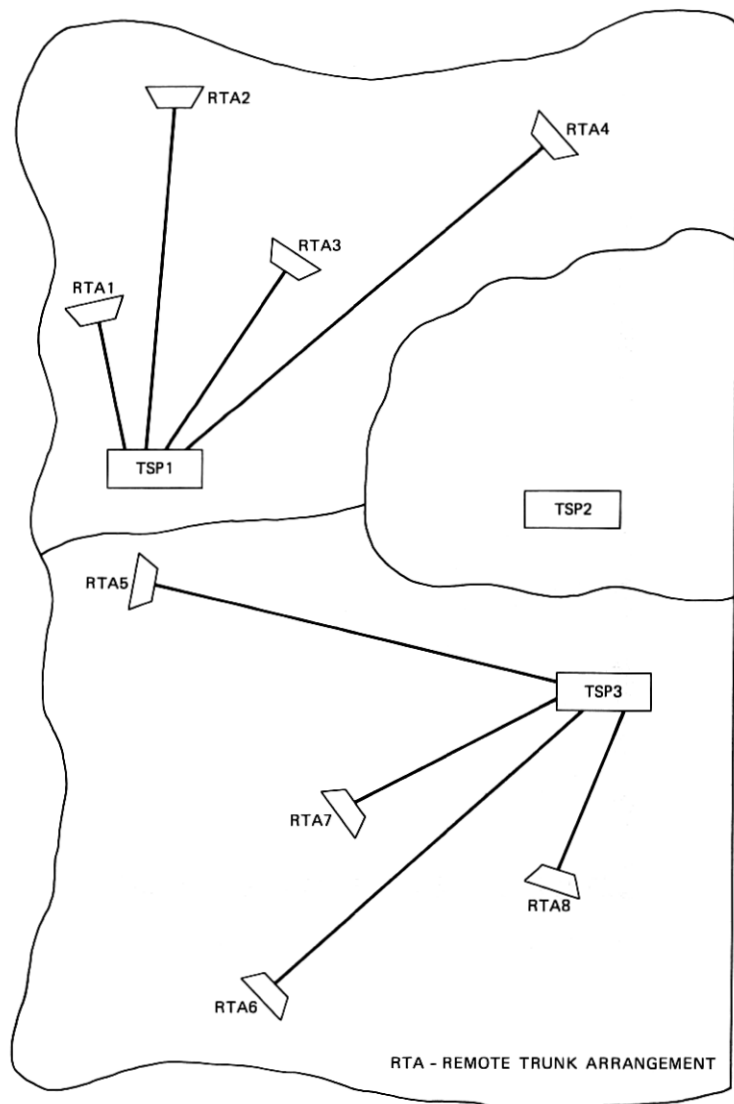 RTA2
RTA4
RTA3
RTA1
TSP1
TSP2
RTA5
TSP3
RTA7
RTA8
RTA6
RTA - REMOTE TRUNK ARRANGEMENT